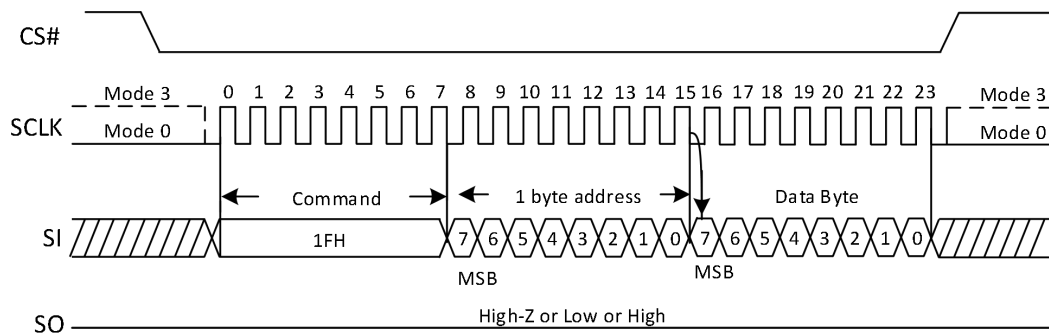 CS#
0 1 2 3 4 5 6 7 8 9 10 11 12 13 14 15 16 17 18 19 20 21 22 23
Mode 3 Mode 3
SCLK
Mode 0 Mode 0
Command 1 byte address Data Byte
SI 1FH 7 6 5 4 3 2 1 0 7 6 5 4 3 2 1 0
MSB MSB
High-Z or Low or High
SO